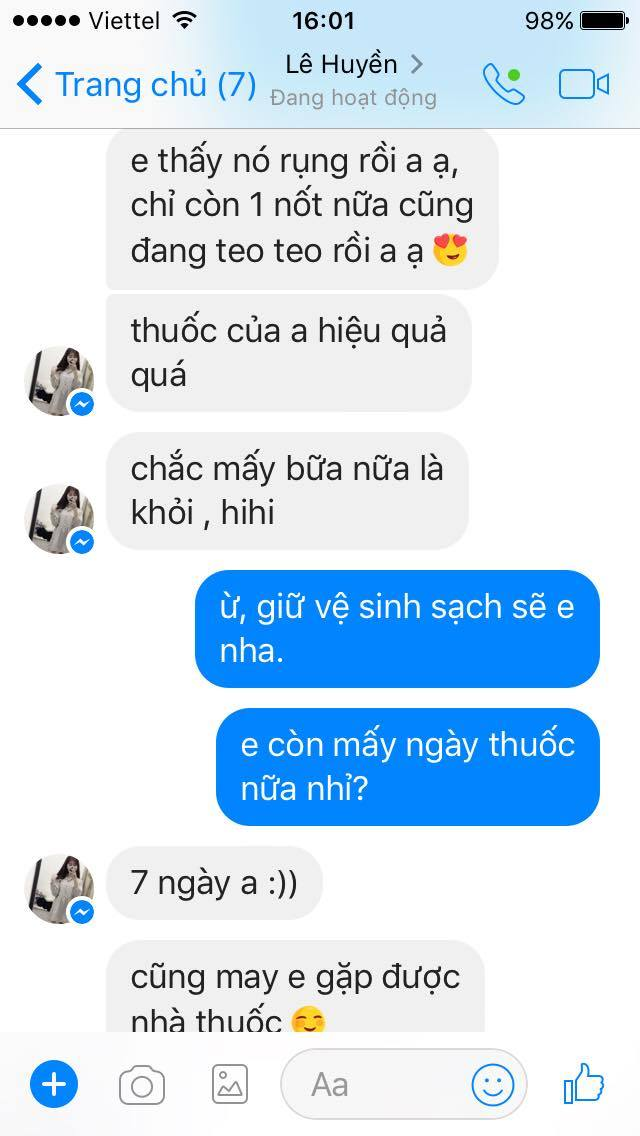 Viettel 16:01 98%
Trang chủ (7) Lê Huyền
Đang hoạt động
e thấy nó rụng rồi a ạ,
chỉ còn 1 nốt nữa cũng
đang teo teo rồi a ạ 😍
thuốc của a hiệu quả
quá
chắc mấy bữa nữa là
khỏi , hihi
ừ, giữ vệ sinh sạch sẽ e
nha.
e còn mấy ngày thuốc
nữa nhỉ?
7 ngày a :))
cũng may e gặp được
nhà thuốc ☺️
Aa